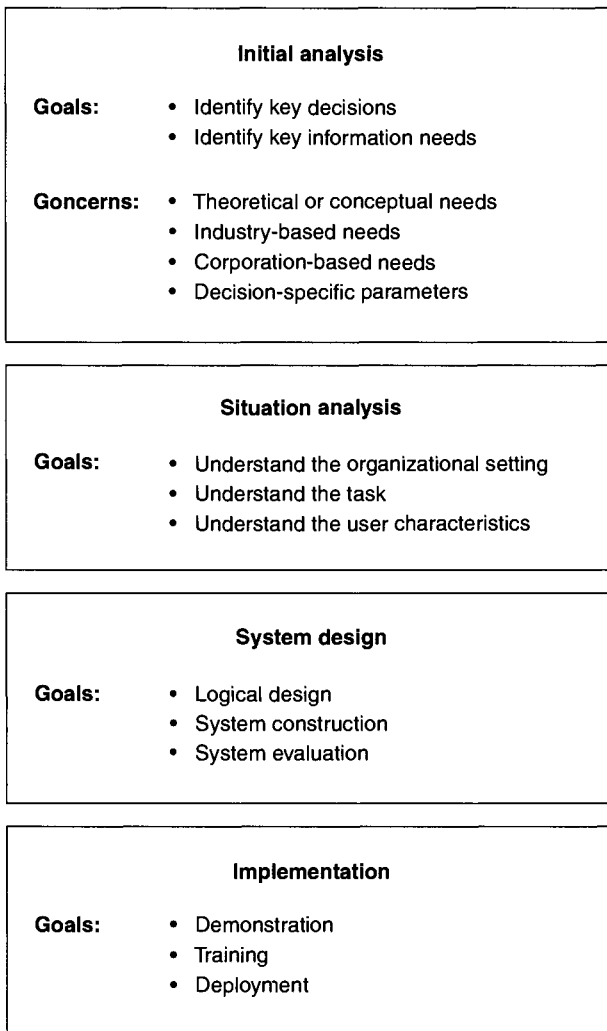 Initial analysis
Goals: • Identify key decisions
• Identify key information needs
Goncerns: • Theoretical or conceptual needs
• Industry-based needs
• Corporation-based needs
• Decision-specific parameters
Situation analysis
Goals: • Understand the organizational setting
• Understand the task
• Understand the user characteristics
System design
Goals: • Logical design
• System construction
• System evaluation
Implementation
Goals: • Demonstration
• Training
• Deployment